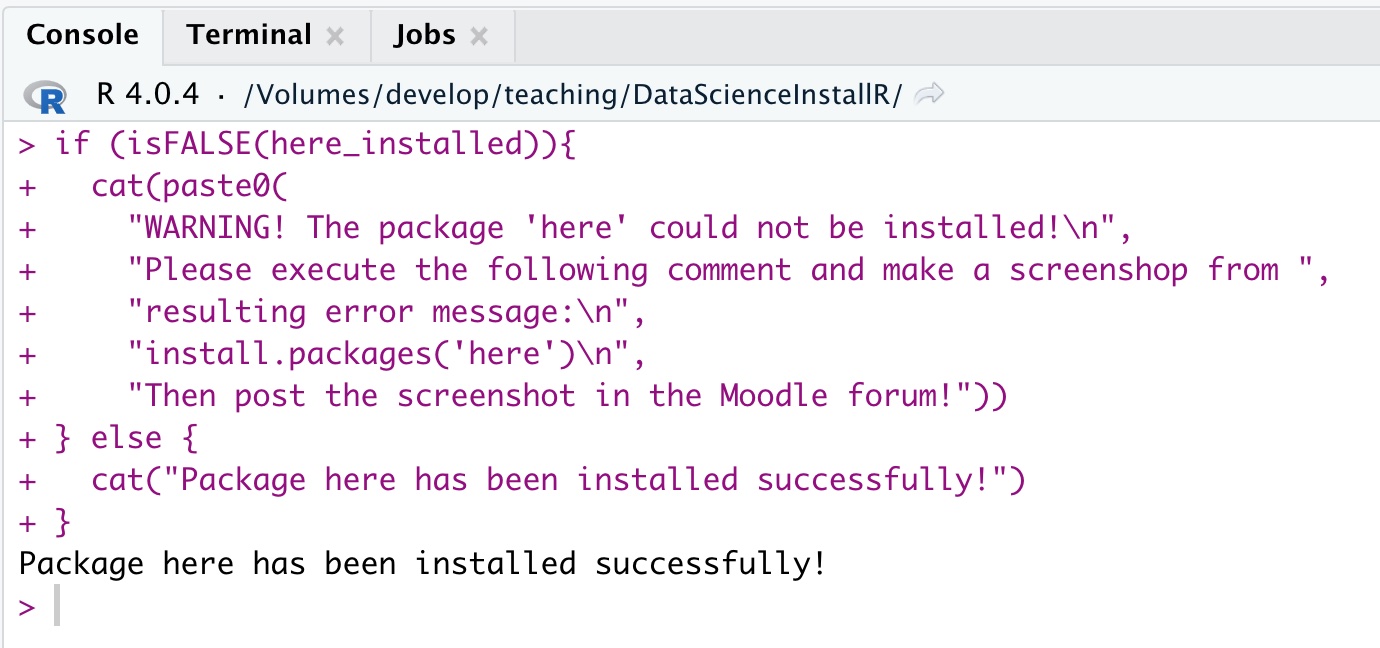 Console Terminal × Jobs ×
R R 4.0.4 · /Volumes/develop/teaching/DataScienceInstallR/
> if (isFALSE(here_installed)){
+   cat(paste0(
+     "WARNING! The package 'here' could not be installed!\n",
+     "Please execute the following comment and make a screenshop from ",
+     "resulting error message:\n",
+     "install.packages('here')\n",
+     "Then post the screenshot in the Moodle forum!"))
+ } else {
+   cat("Package here has been installed successfully!")
+ }
Package here has been installed successfully!
>